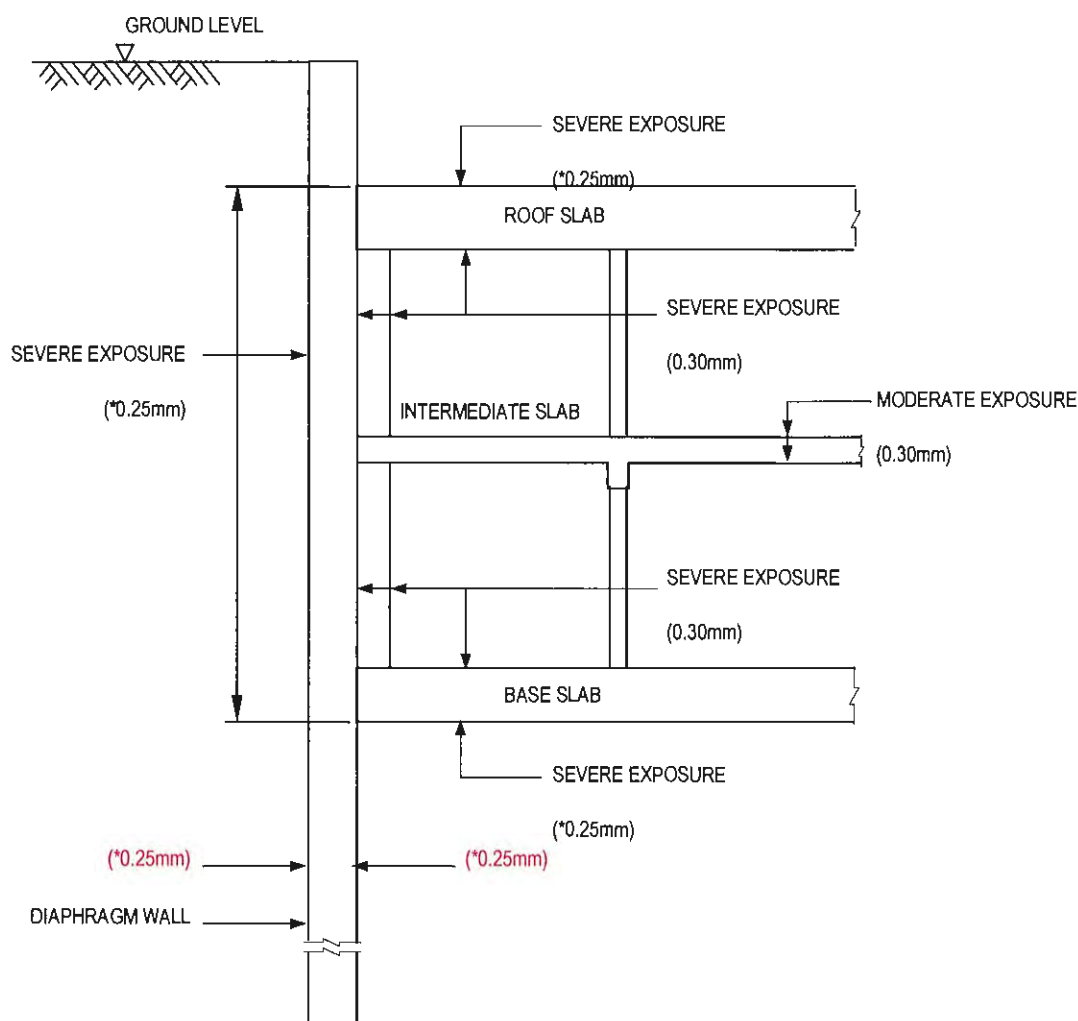 GROUND LEVEL
SEVERE EXPOSURE
(*0.25mm)
ROOF SLAB
SEVERE EXPOSURE
(0.30mm)
SEVERE EXPOSURE
(*0.25mm)
INTERMEDIATE SLAB
MODERATE EXPOSURE
(0.30mm)
SEVERE EXPOSURE
(0.30mm)
BASE SLAB
SEVERE EXPOSURE
(*0.25mm)
(*0.25mm)
(*0.25mm)
DIAPHRAGM WALL